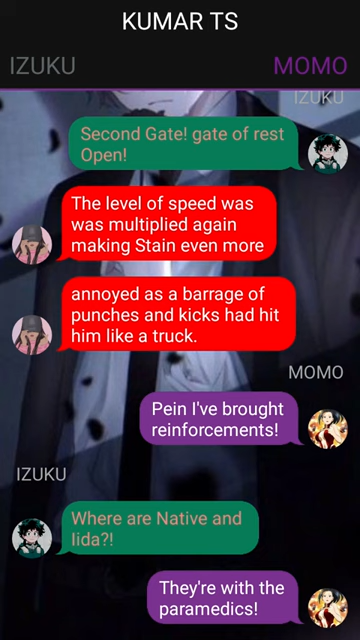 KUMAR TS
IZUKU
MOMO
IZUKU
Second Gate! gate of rest
Open!
The level of speed was
was multiplied again
making Stain even more
annoyed as a barrage of
punches and kicks had hit
him like a truck.
MOMO
Pein I've brought
reinforcements!
IZUKU
Where are Native and
Iida?!
They're with the
paramedics!